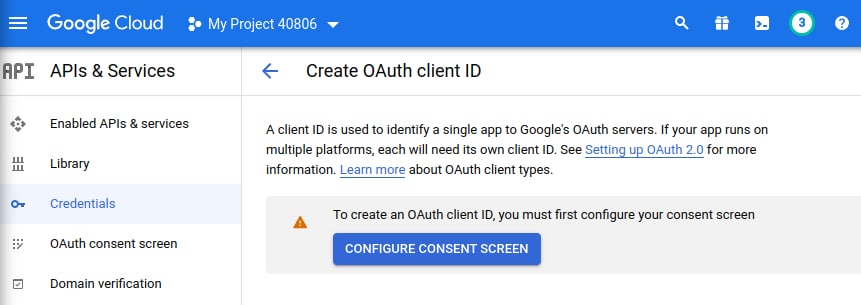 Google Cloud
My Project 40806
3
API
APIs & Services
Create OAuth client ID
Enabled APIs & services
Library
Credentials
OAuth consent screen
Domain verification
A client ID is used to identify a single app to Google's OAuth servers. If your app runs on
multiple platforms, each will need its own client ID. See Setting up OAuth 2.0 for more
information. Learn more about OAuth client types.
To create an OAuth client ID, you must first configure your consent screen
CONFIGURE CONSENT SCREEN